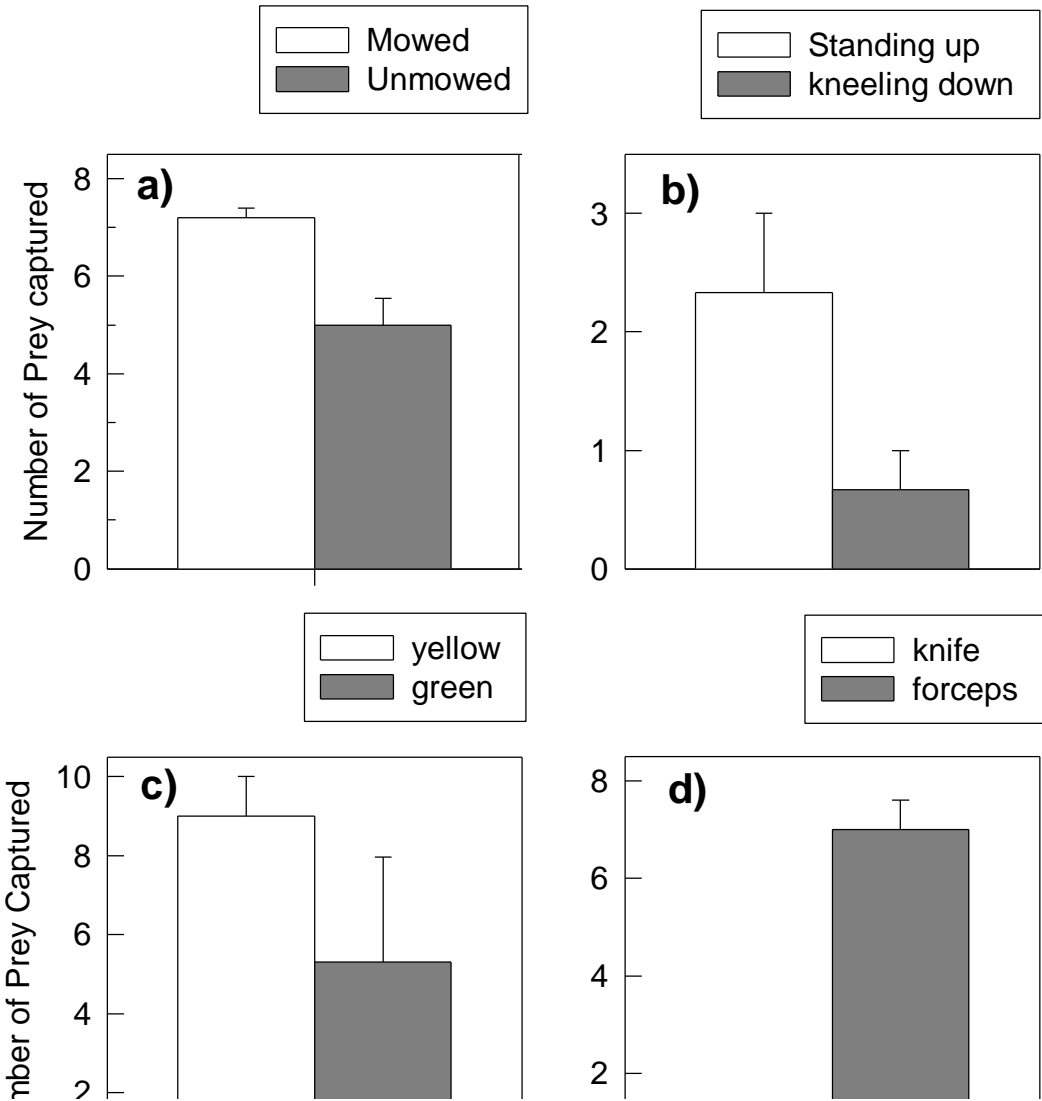 Mowed
Unmowed
Standing up
kneeling down
a)
8
6
4
2
0
Number of Prey captured
b)
3
2
1
0
yellow
green
knife
forceps
c)
10
8
6
4
2
mber of Prey Captured
d)
8
6
4
2